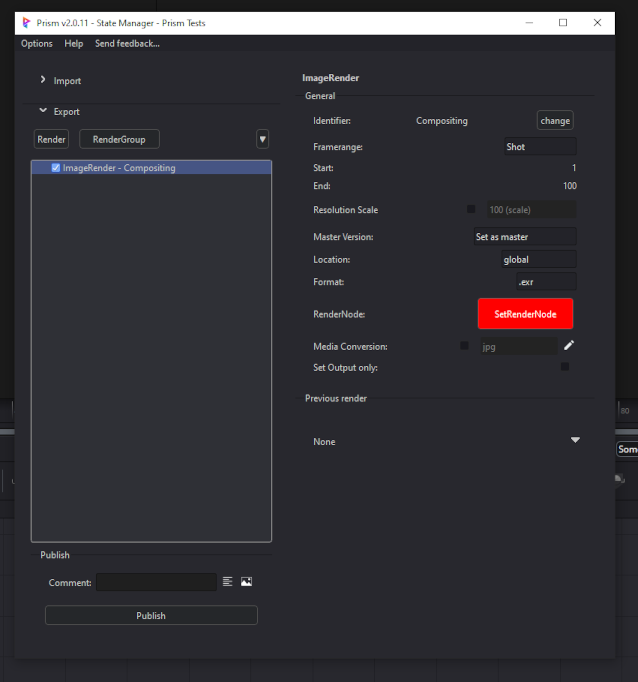 Prism v2.0.11 - State Manager - Prism Tests
Options Help Send feedback...
Import
Export
Render RenderGroup
ImageRender - Compositing
Publish
Comment:
Publish
ImageRender
General
Identifier: Compositing change
Framerange: Shot
Start: 1
End: 100
Resolution Scale 100 (scale)
Master Version: Set as master
Location: global
Format: .exr
RenderNode: SetRenderNode
Media Conversion: jpg
Set Output only:
Previous render
None
80